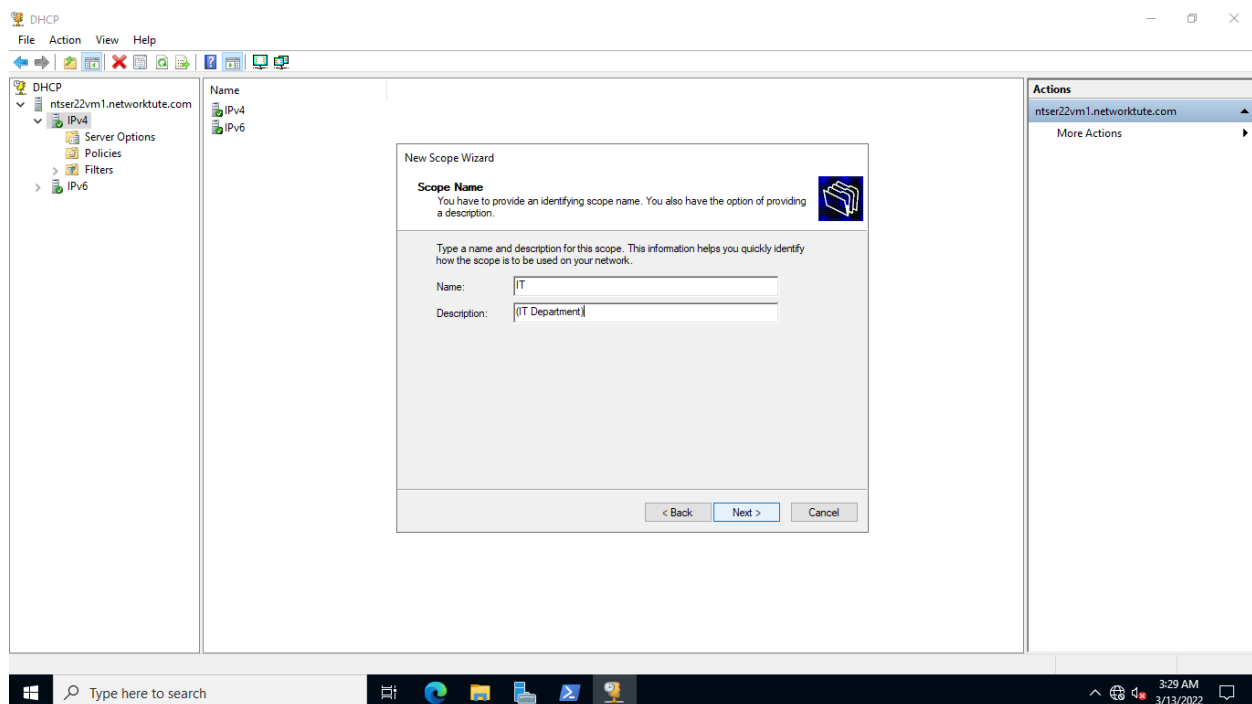 DHCP
File Action View Help
DHCP
ntser22vm1.networktute.com
IPv4
Server Options
Policies
Filters
IPv6
Name
IPv4
IPv6
New Scope Wizard
Scope Name
You have to provide an identifying scope name. You also have the option of providing
a description.
Type a name and description for this scope. This information helps you quickly identify
how the scope is to be used on your network.
Name: IT
Description: (IT Department)
< Back Next > Cancel
Actions
ntser22vm1.networktute.com
More Actions
Type here to search
3:29 AM
3/13/2022